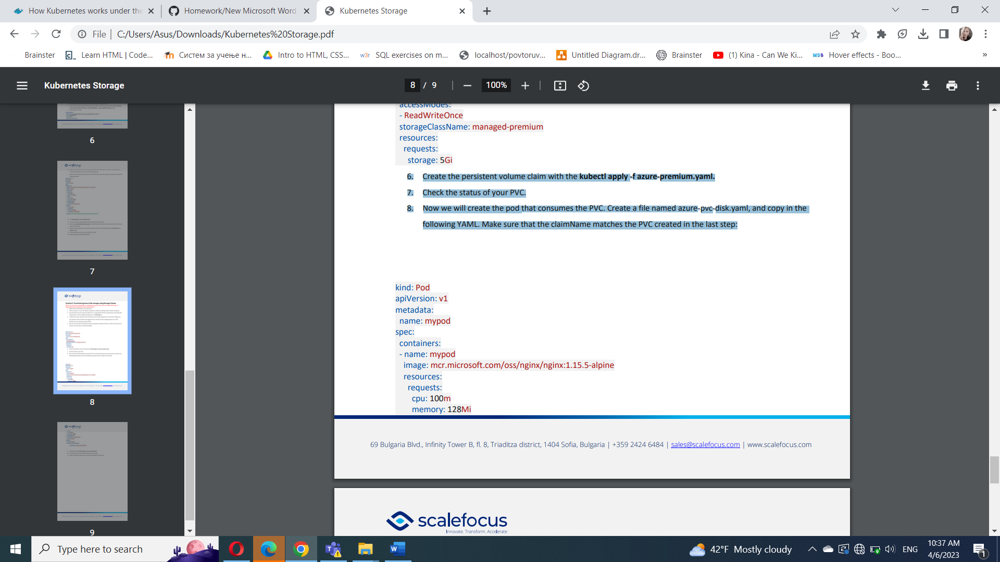 How Kubernetes works under the
Homework/New Microsoft Word
Kubernetes Storage
File
C:/Users/Asus/Downloads/Kubernetes%20Storage.pdf
Brainster
Learn HTML | Code...
Систем за учење н...
Intro to HTML, CSS...
SQL exercises on m...
localhost/povtoruv...
Untitled Diagram.dr...
Brainster
(1) Kina - Can We Ki...
Hover effects - Boo...
»
Kubernetes Storage
8 / 9
100%
6
7
8
9
accessModes:
- ReadWriteOnce
storageClassName: managed-premium
resources:
requests:
storage: 5Gi
6. Create the persistent volume claim with the kubectl apply -f azure-premium.yaml.
7. Check the status of your PVC.
8. Now we will create the pod that consumes the PVC. Create a file named azure-pvc-disk.yaml, and copy in the
following YAML. Make sure that the claimName matches the PVC created in the last step:
kind: Pod
apiVersion: v1
metadata:
name: mypod
spec:
containers:
- name: mypod
image: mcr.microsoft.com/oss/nginx/nginx:1.15.5-alpine
resources:
requests:
cpu: 100m
memory: 128Mi
69 Bulgaria Blvd., Infinity Tower B, fl. 8, Triaditza district, 1404 Sofia, Bulgaria | +359 2424 6484 | sales@scalefocus.com | www.scalefocus.com
scalefocus
Innovate. Transform. Accelerate
Type here to search
42°F Mostly cloudy
ENG
10:37 AM
4/6/2023
1